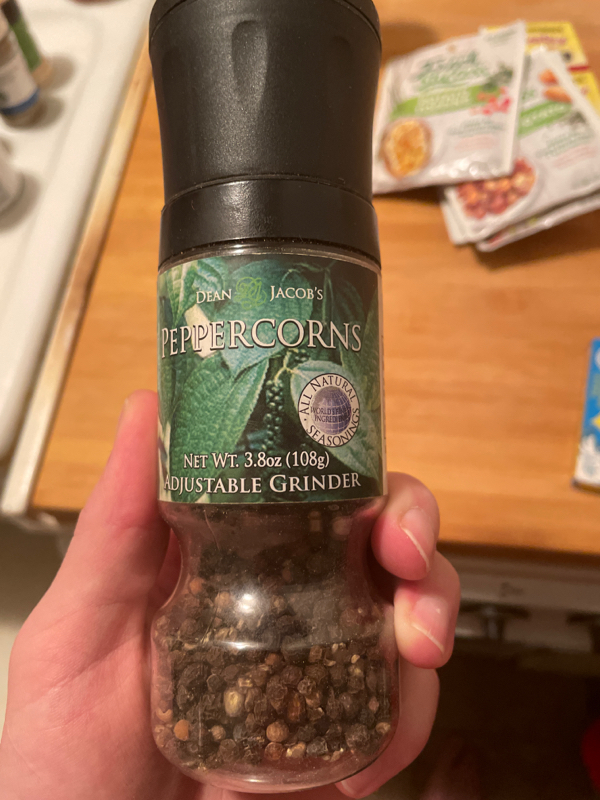 DEAN JACOB'S
PEPPERCORNS
ALL NATURAL
SEASONINGS
NET WT. 3.8OZ (108g)
ADJUSTABLE GRINDER